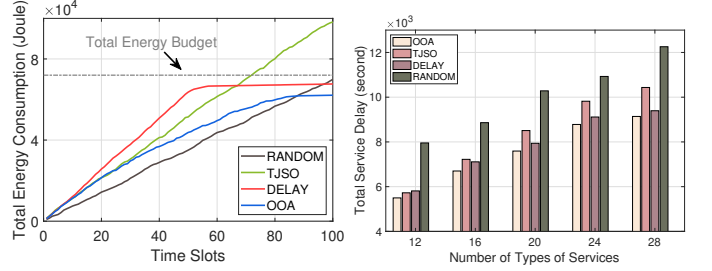 ×10⁴
Total Energy Consumption (Joule)
8
4
0
Total Energy Budget
RANDOM
TJSO
DELAY
OOA
0 20 40 60 80 100
Time Slots
×10³
Total Service Delay (second)
12
10
8
6
4
OOA
TJSO
DELAY
RANDOM
12 16 20 24 28
Number of Types of Services